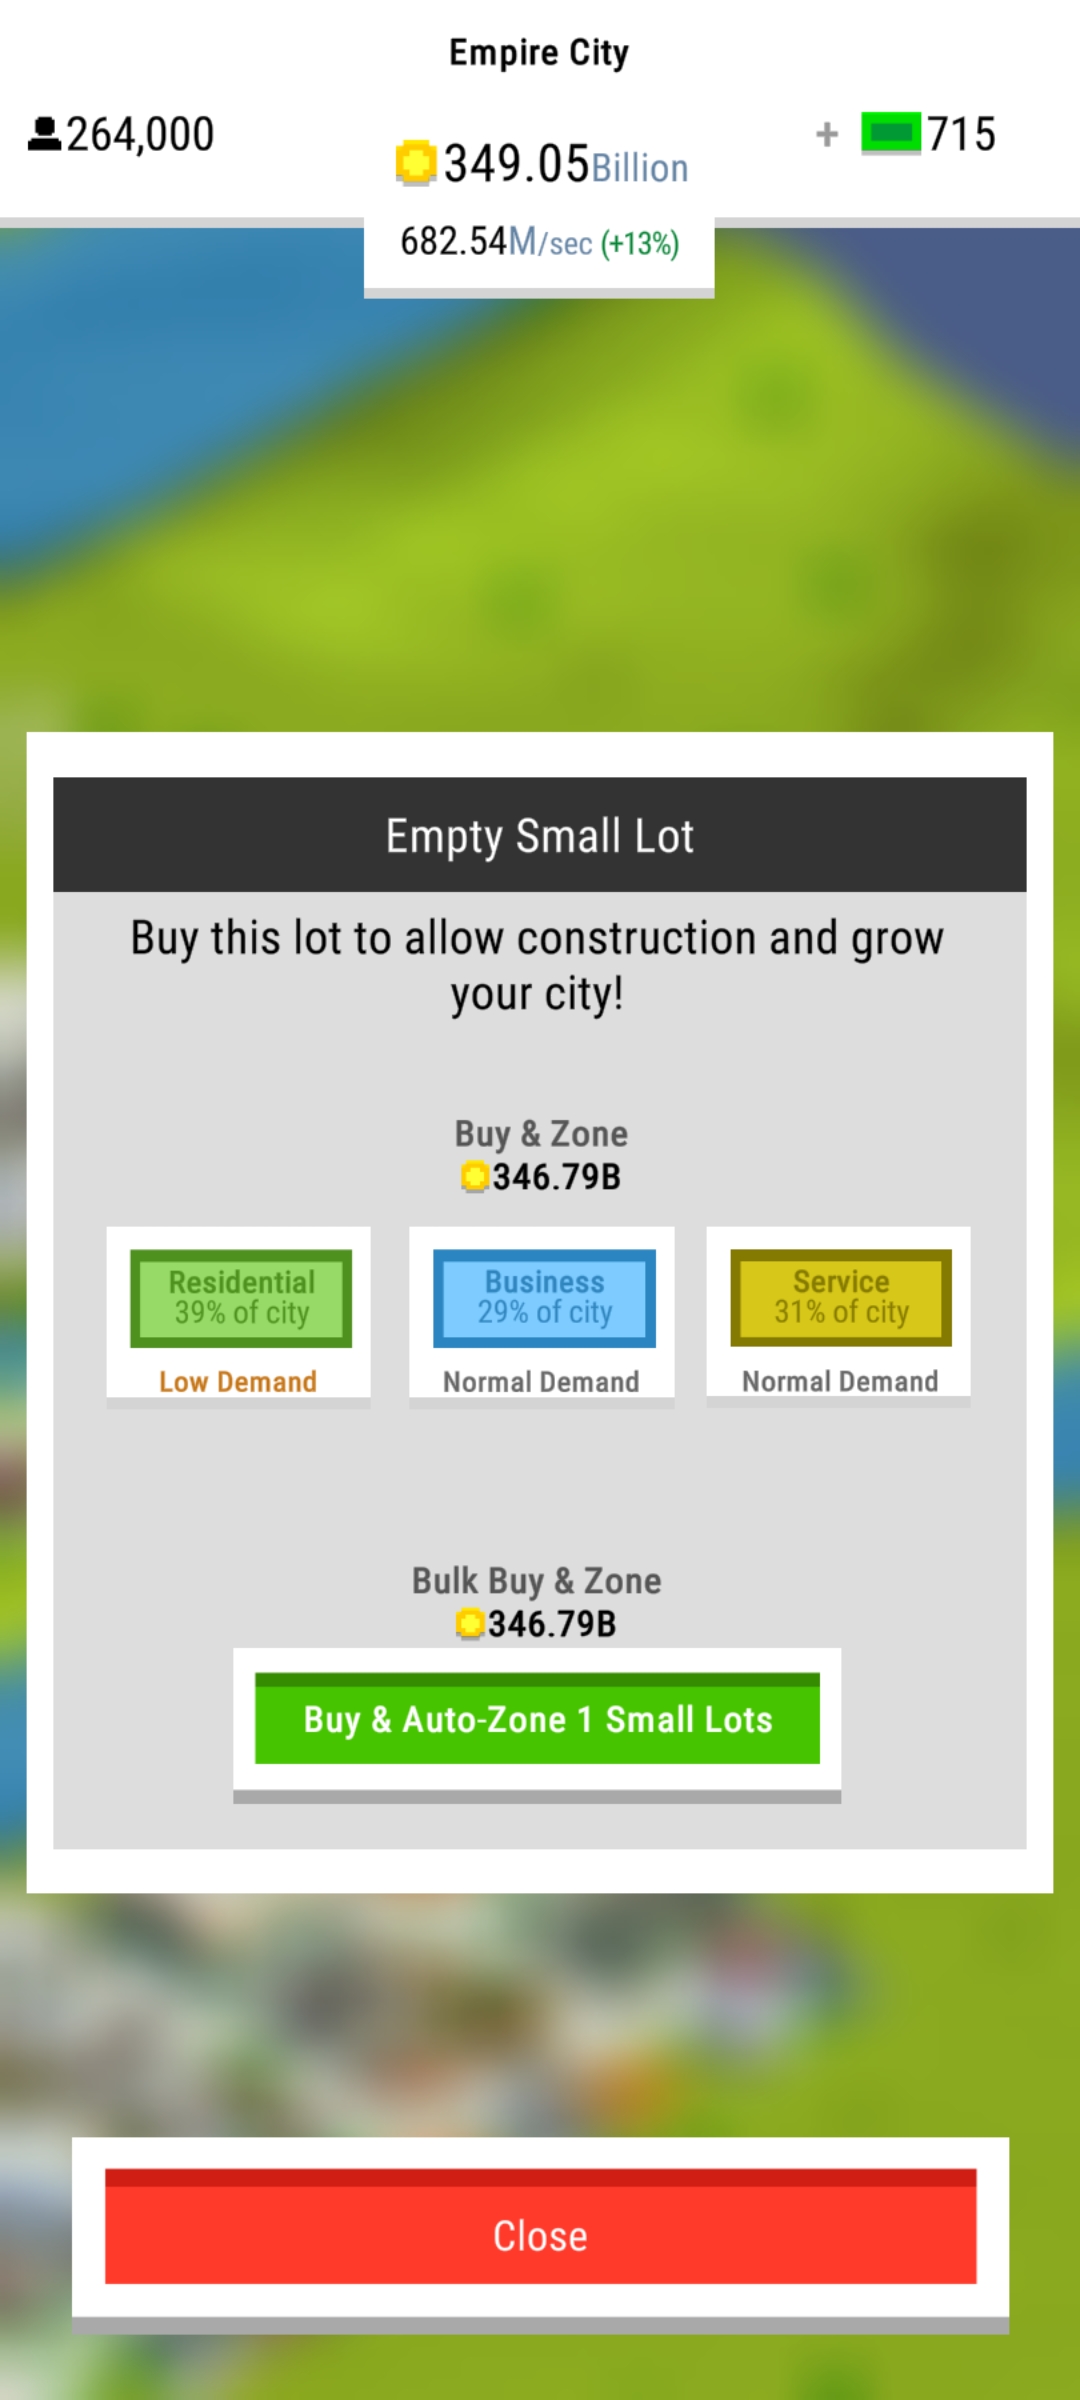 Empire City
264,000
349.05Billion
+ 715
682.54M/sec (+13%)
Empty Small Lot
Buy this lot to allow construction and grow
your city!
Buy & Zone
346.79B
Residential
39% of city
Low Demand
Business
29% of city
Normal Demand
Service
31% of city
Normal Demand
Bulk Buy & Zone
346.79B
Buy & Auto-Zone 1 Small Lots
Close